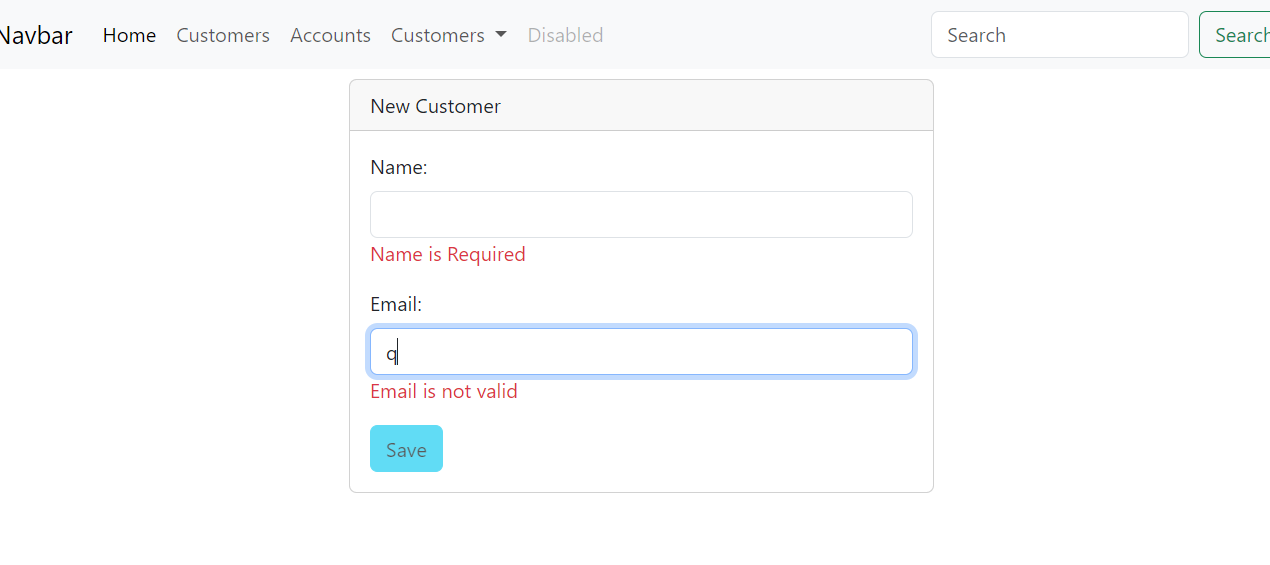 Navbar Home Customers Accounts Customers Disabled Search Search
New Customer
Name:
Name is Required
Email:
q
Email is not valid
Save